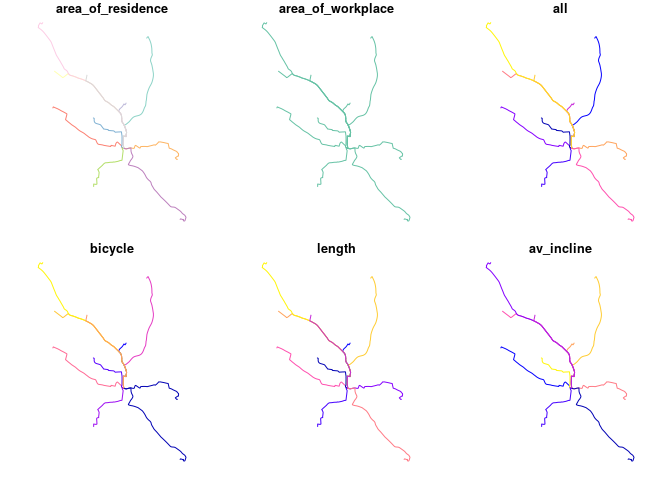 area_of_residence
area_of_workplace
all
bicycle
length
av_incline